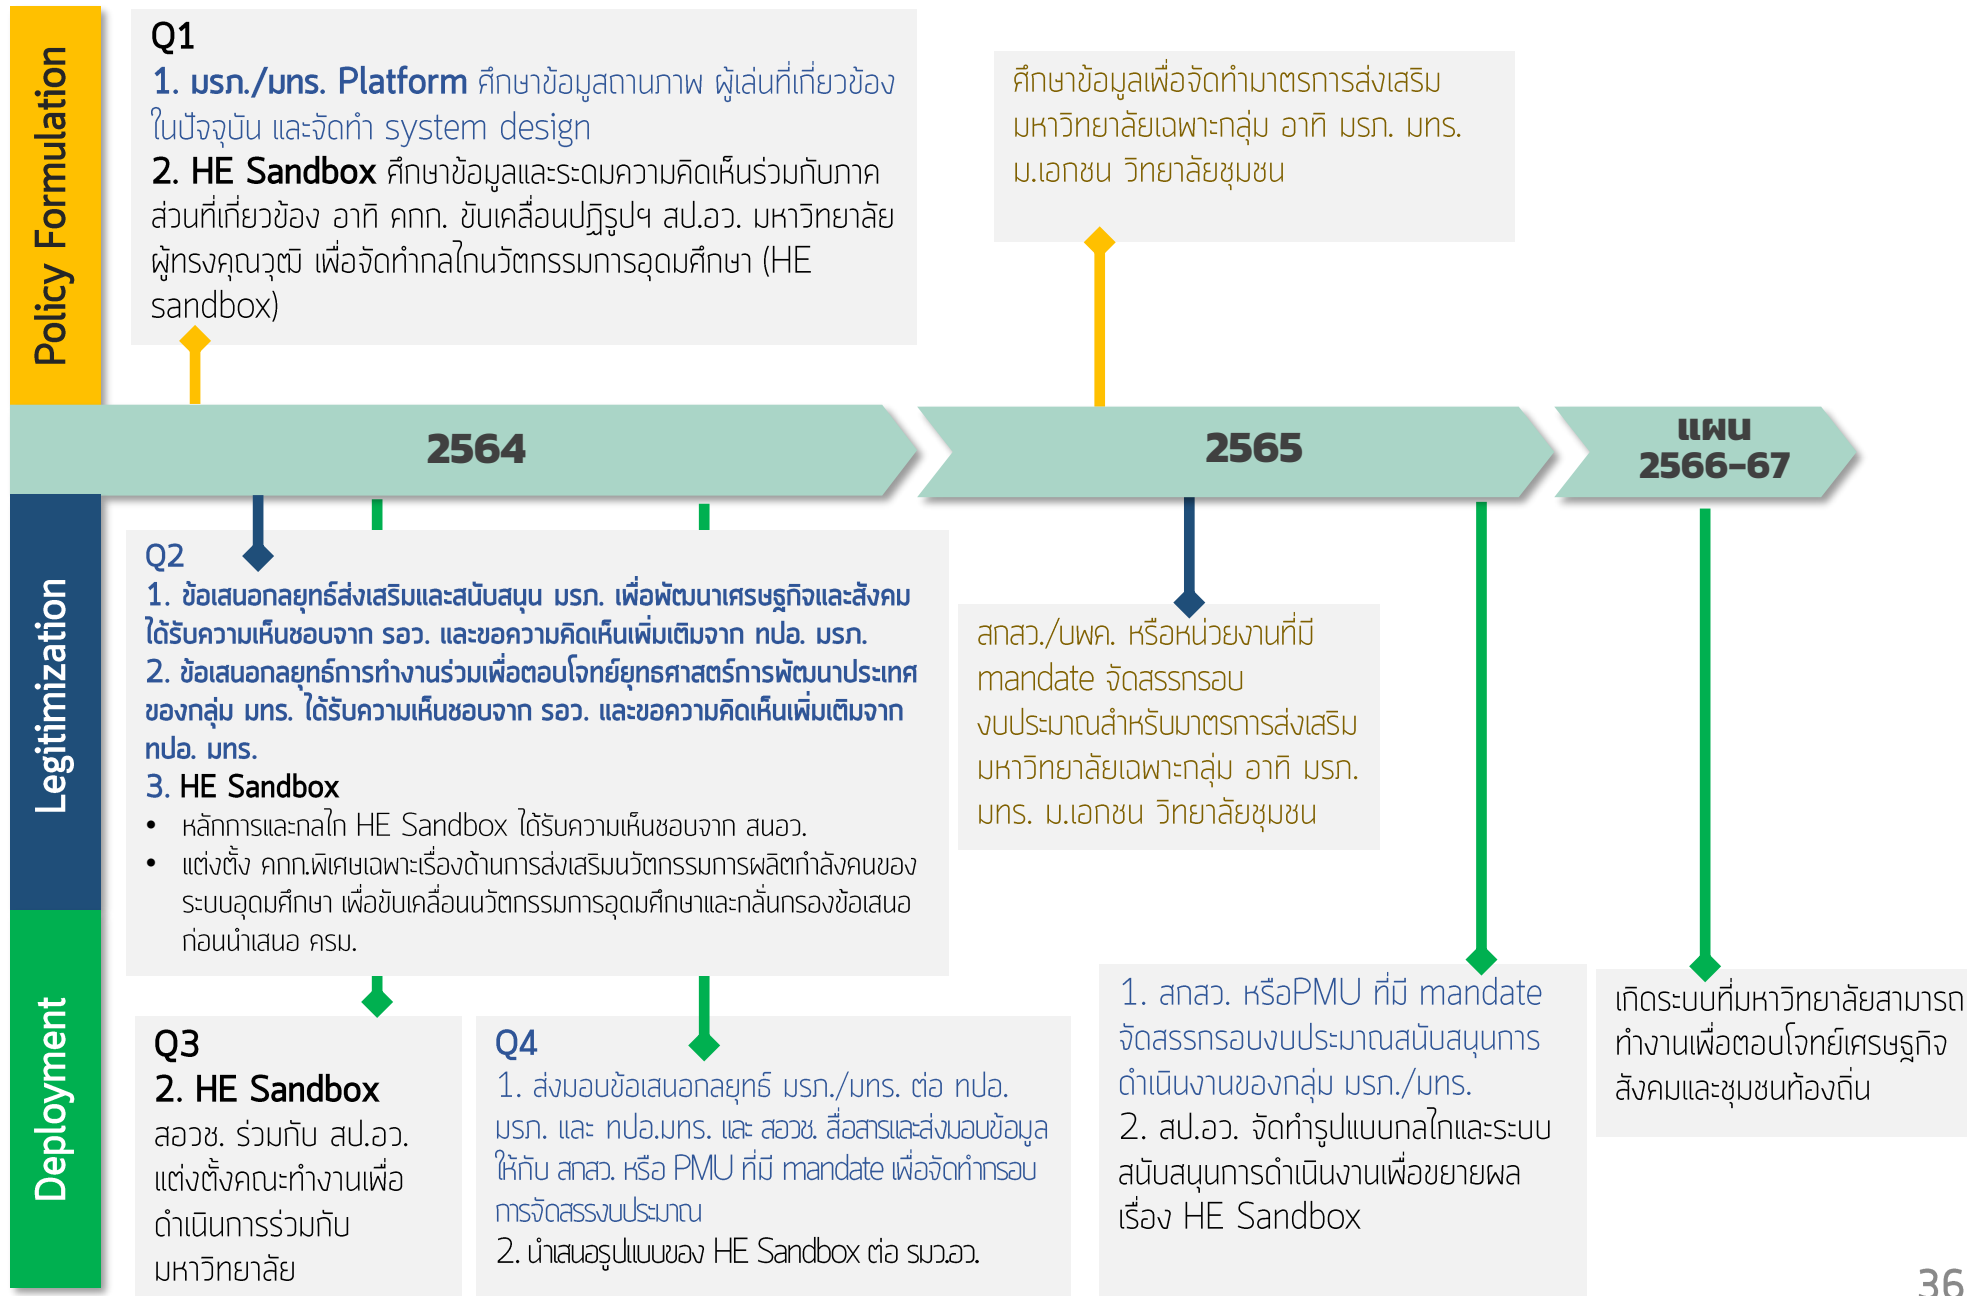 Policy Formulation
Q1
1. มรภ./มทร. Platform ศึกษาข้อมูลสถานภาพ ผู้เล่นที่เกี่ยวข้อง
ในปัจจุบัน และจัดทำ system design
2. HE Sandbox ศึกษาข้อมูลและระดมความคิดเห็นร่วมกับภาค
ส่วนที่เกี่ยวข้อง อาทิ คกก. ขับเคลื่อนปฏิรูปฯ สป.อว. มหาวิทยาลัย
ผู้ทรงคุณวุฒิ เพื่อจัดทำกลไกนวัตกรรมการอุดมศึกษา (HE
sandbox)
ศึกษาข้อมูลเพื่อจัดทำมาตรการส่งเสริม
มหาวิทยาลัยเฉพาะกลุ่ม อาทิ มรภ. มทร.
ม.เอกชน วิทยาลัยชุมชน
2564
2565
แผน
2566-67
Legitimization
Q2
1. ข้อเสนอกลยุทธ์ส่งเสริมและสนับสนุน มรภ. เพื่อพัฒนาเศรษฐกิจและสังคม
ได้รับความเห็นชอบจาก รอว. และขอความคิดเห็นเพิ่มเติมจาก ทปอ. มรภ.
2. ข้อเสนอกลยุทธ์การทำงานร่วมเพื่อตอบโจทย์ยุทธศาสตร์การพัฒนาประเทศ
ของกลุ่ม มทร. ได้รับความเห็นชอบจาก รอว. และขอความคิดเห็นเพิ่มเติมจาก
ทปอ. มทร.
3. HE Sandbox
• หลักการและกลไก HE Sandbox ได้รับความเห็นชอบจาก สนอว.
• แต่งตั้ง คกก.พิเศษเฉพาะเรื่องด้านการส่งเสริมนวัตกรรมการผลิตกำลังคนของ
ระบบอุดมศึกษา เพื่อขับเคลื่อนนวัตกรรมการอุดมศึกษาและกลั่นกรองข้อเสนอ
ก่อนนำเสนอ ครม.
สกสว./บพค. หรือหน่วยงานที่มี
mandate จัดสรรกรอบ
งบประมาณสำหรับมาตรการส่งเสริม
มหาวิทยาลัยเฉพาะกลุ่ม อาทิ มรภ.
มทร. ม.เอกชน วิทยาลัยชุมชน
Deployment
Q3
2. HE Sandbox
สอวช. ร่วมกับ สป.อว.
แต่งตั้งคณะทำงานเพื่อ
ดำเนินการร่วมกับ
มหาวิทยาลัย
Q4
1. ส่งมอบข้อเสนอกลยุทธ์ มรภ./มทร. ต่อ ทปอ.
มรภ. และ ทปอ.มทร. และ สอวช. สื่อสารและส่งมอบข้อมูล
ให้กับ สกสว. หรือ PMU ที่มี mandate เพื่อจัดทำกรอบ
การจัดสรรงบประมาณ
2. นำเสนอรูปแบบของ HE Sandbox ต่อ รมว.อว.
1. สกสว. หรือPMU ที่มี mandate
จัดสรรกรอบงบประมาณสนับสนุนการ
ดำเนินงานของกลุ่ม มรภ./มทร.
2. สป.อว. จัดทำรูปแบบกลไกและระบบ
สนับสนุนการดำเนินงานเพื่อขยายผล
เรื่อง HE Sandbox
เกิดระบบที่มหาวิทยาลัยสามารถ
ทำงานเพื่อตอบโจทย์เศรษฐกิจ
สังคมและชุมชนท้องถิ่น
36